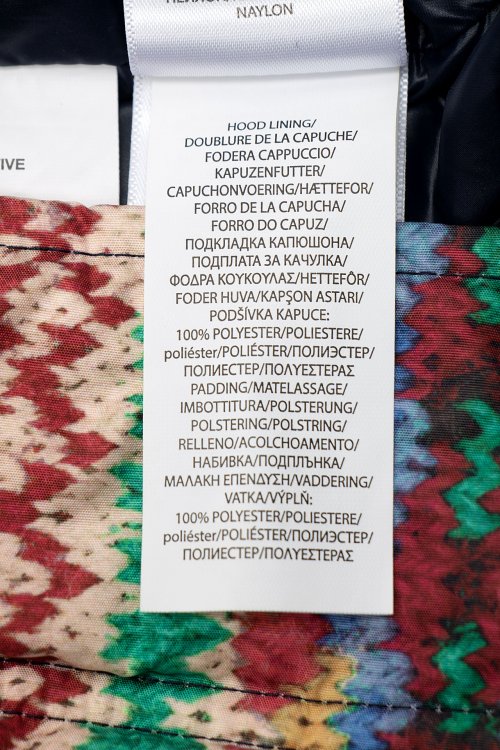 NAYLON
IVE
HOOD LINING/
DOUBLURE DE LA CAPUCHE/
FODERA CAPPUCCIO/
KAPUZENFUTTER/
CAPUCHONVOERING/HÆTTEFOR/
FORRO DE LA CAPUCHA/
FORRO DO CAPUZ/
ПОДКЛАДКА КАПЮШОНА/
ПОДПЛАТА ЗА КАЧУЛКА/
ΦΟΔΡΑ ΚΟΥΚΟΥΛΑΣ/HETTEFÔR/
FODER HUVA/KAPŞON ASTARI/
PODŠÍVKA KAPUCE:
100% POLYESTER/POLIESTERE/
poliéster/POLIÉSTER/ПОЛИЭСТЕР/
ПОЛИЕСТЕР/ΠΟΛΥΕΣΤΕΡΑΣ
PADDING/MATELASSAGE/
IMBOTTITURA/POLSTERUNG/
POLSTERING/POLSTRING/
RELLENO/ACOLCHOAMENTO/
НАБИВКА/ПОДПЛЪНКА/
ΜΑΛΑΚΗ ΕΠΕΝΔΥΣΗ/VADDERING/
VATKA/VÝPLŇ:
100% POLYESTER/POLIESTERE/
poliéster/POLIÉSTER/ПОЛИЭСТЕР/
ПОЛИЕСТЕР/ΠΟΛΥΕΣΤΕΡΑΣ